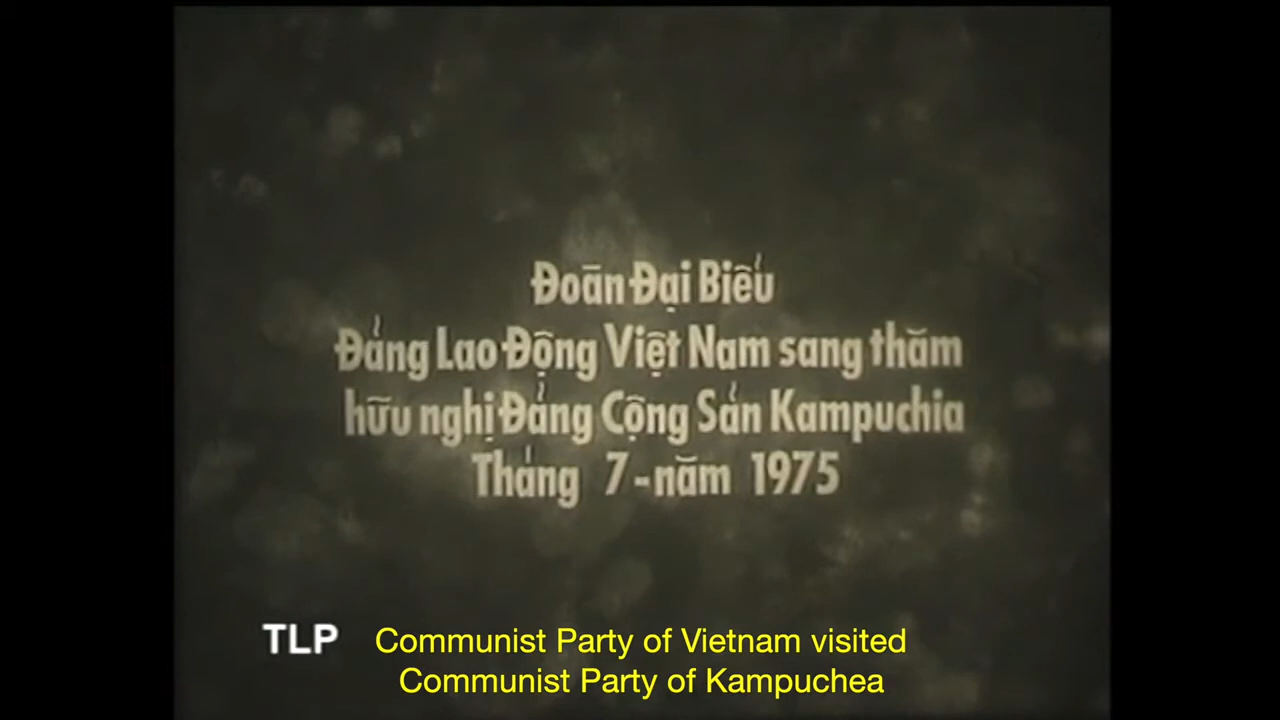 Đoàn Đại Biểu
Đảng Lao Động Việt Nam sang thăm
hữu nghị Đảng Cộng Sản Kampuchia
Tháng 7-năm 1975
TLP
Communist Party of Vietnam visited
Communist Party of Kampuchea